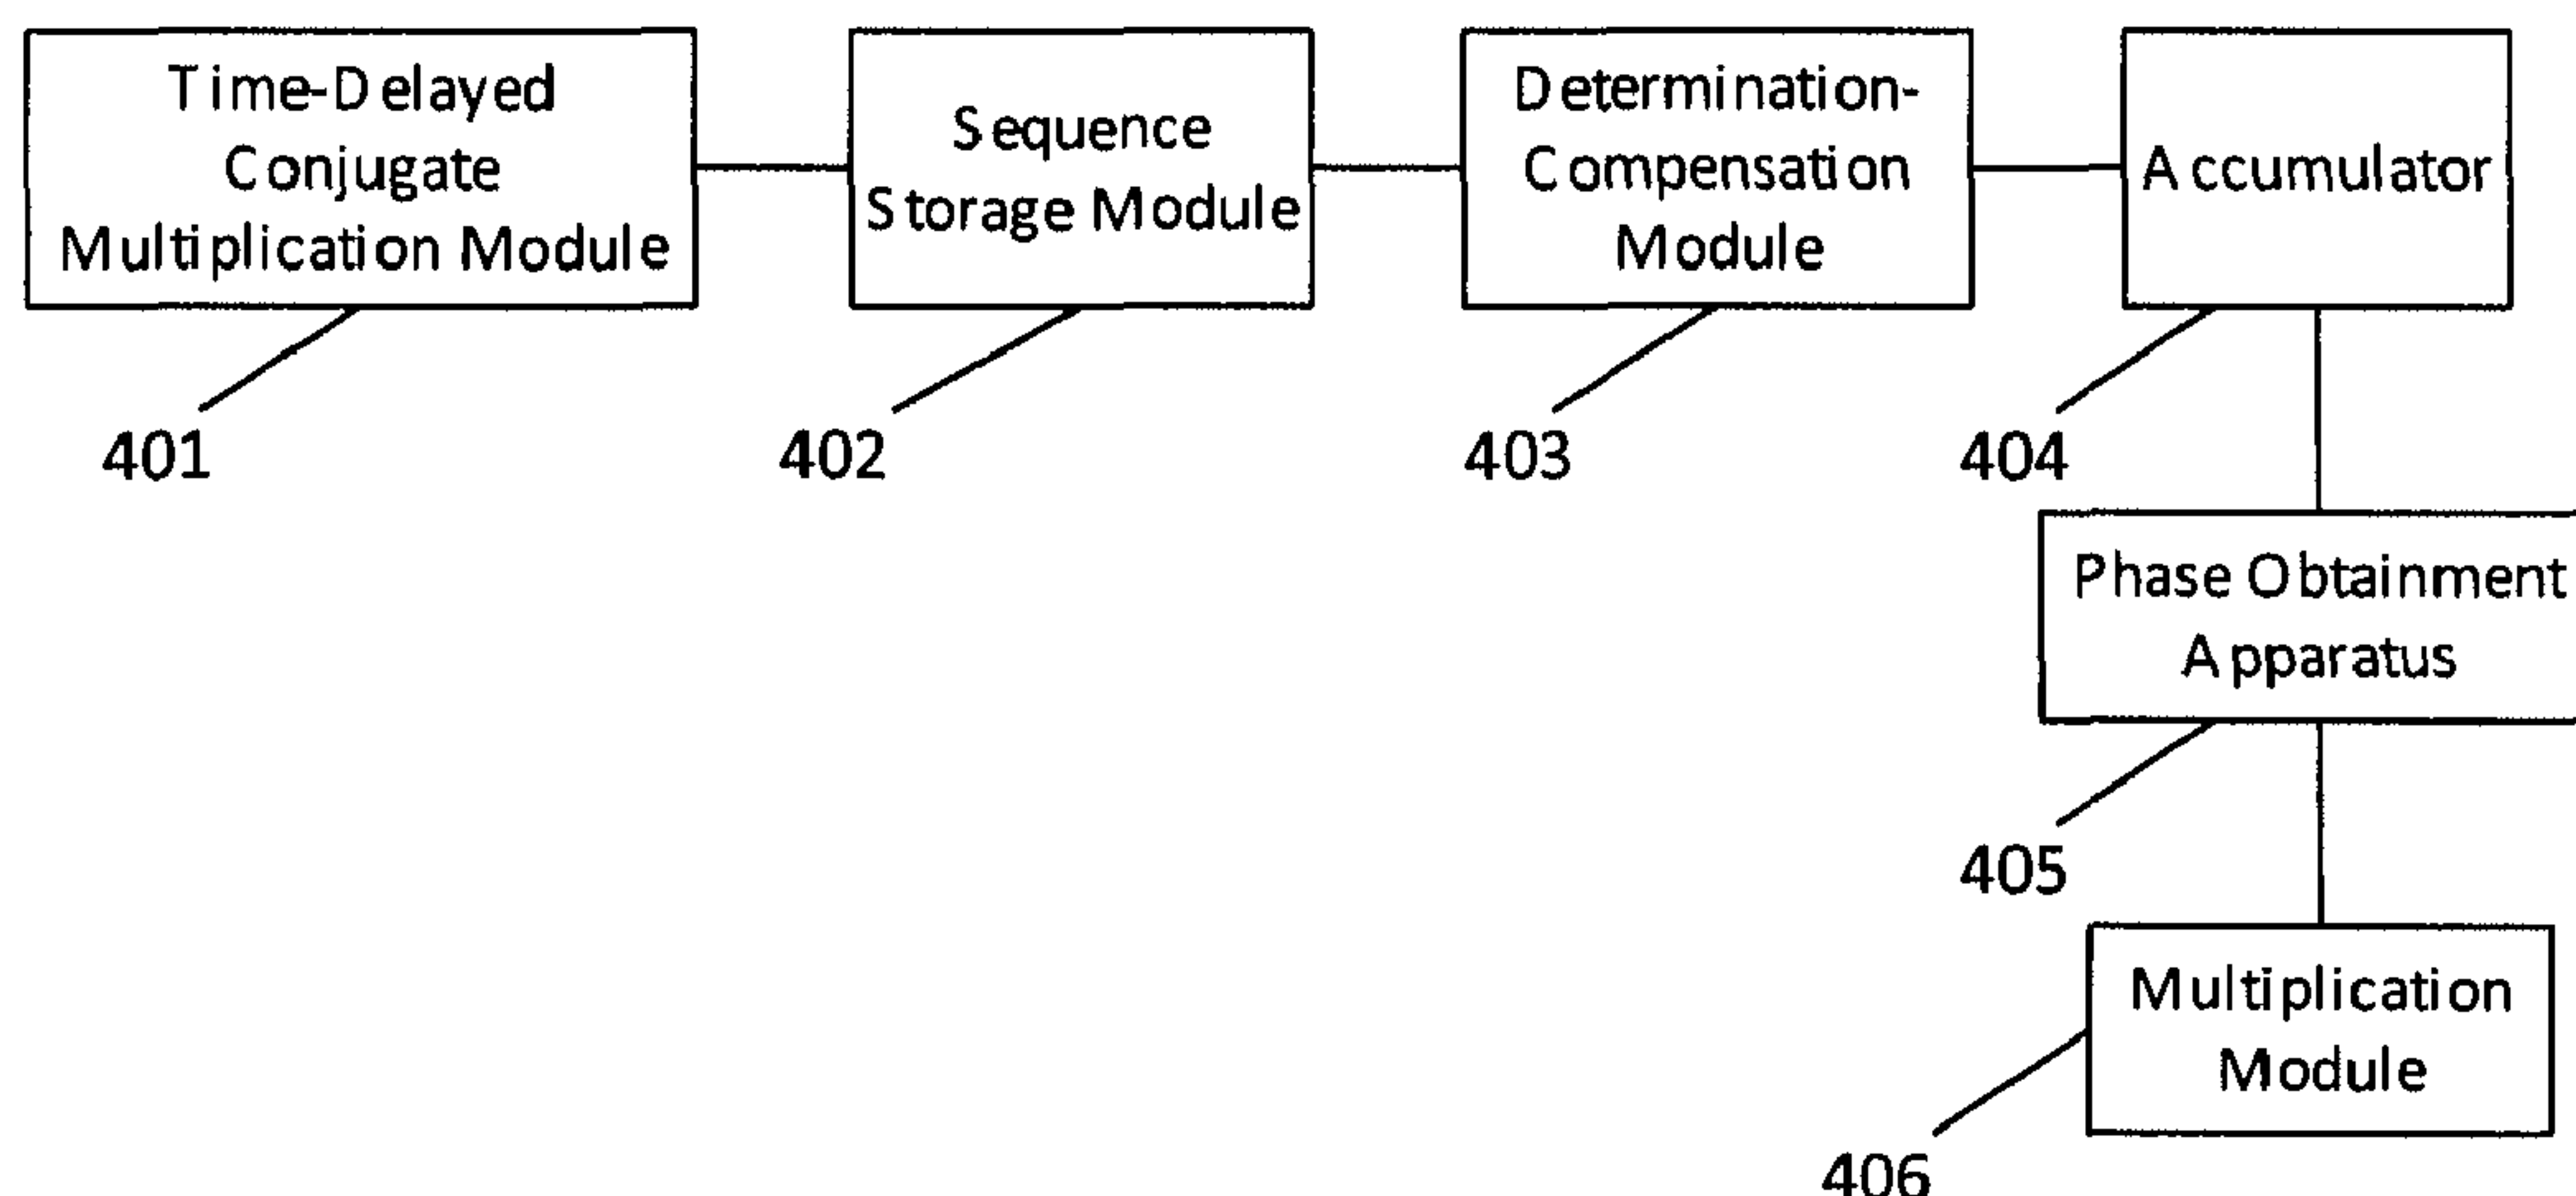 Time-Delayed
Conjugate
Multiplication Module
Sequence
Storage Module
Determination-
Compensation
Module
Accumulator
401
402
403
404
Phase Obtainment
Apparatus
405
Multiplication
Module
406